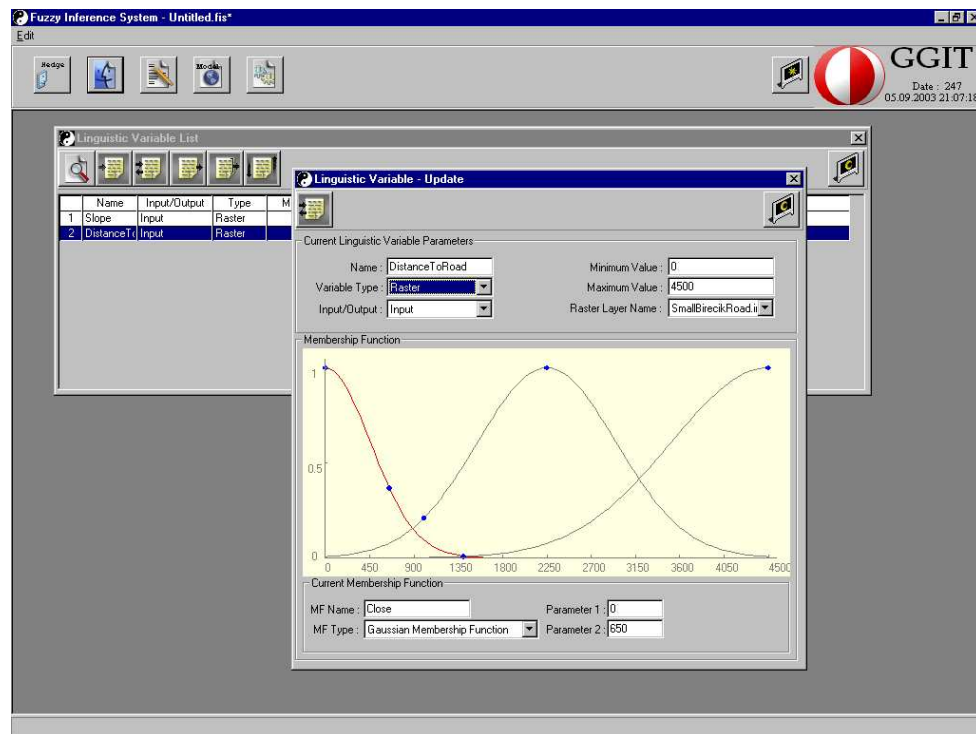 Fuzzy Inference System - Untitled.fis*
Edit
Hedge
Model
GGIT
Date : 247
05.09.2003 21:07:18
Linguistic Variable List
Name Input/Output Type M
1 Slope Input Raster
2 DistanceTo Input Raster
Linguistic Variable - Update
Current Linguistic Variable Parameters
Name : DistanceToRoad Minimum Value : 0
Variable Type : Raster Maximum Value : 4500
Input/Output : Input Raster Layer Name : SmallBirecikRoad.i
Membership Function
1
0.5
0
0 450 900 1350 1800 2250 2700 3150 3600 4050 4500
Current Membership Function
MF Name : Close Parameter 1 : 0
MF Type : Gaussian Membership Function Parameter 2 : 650